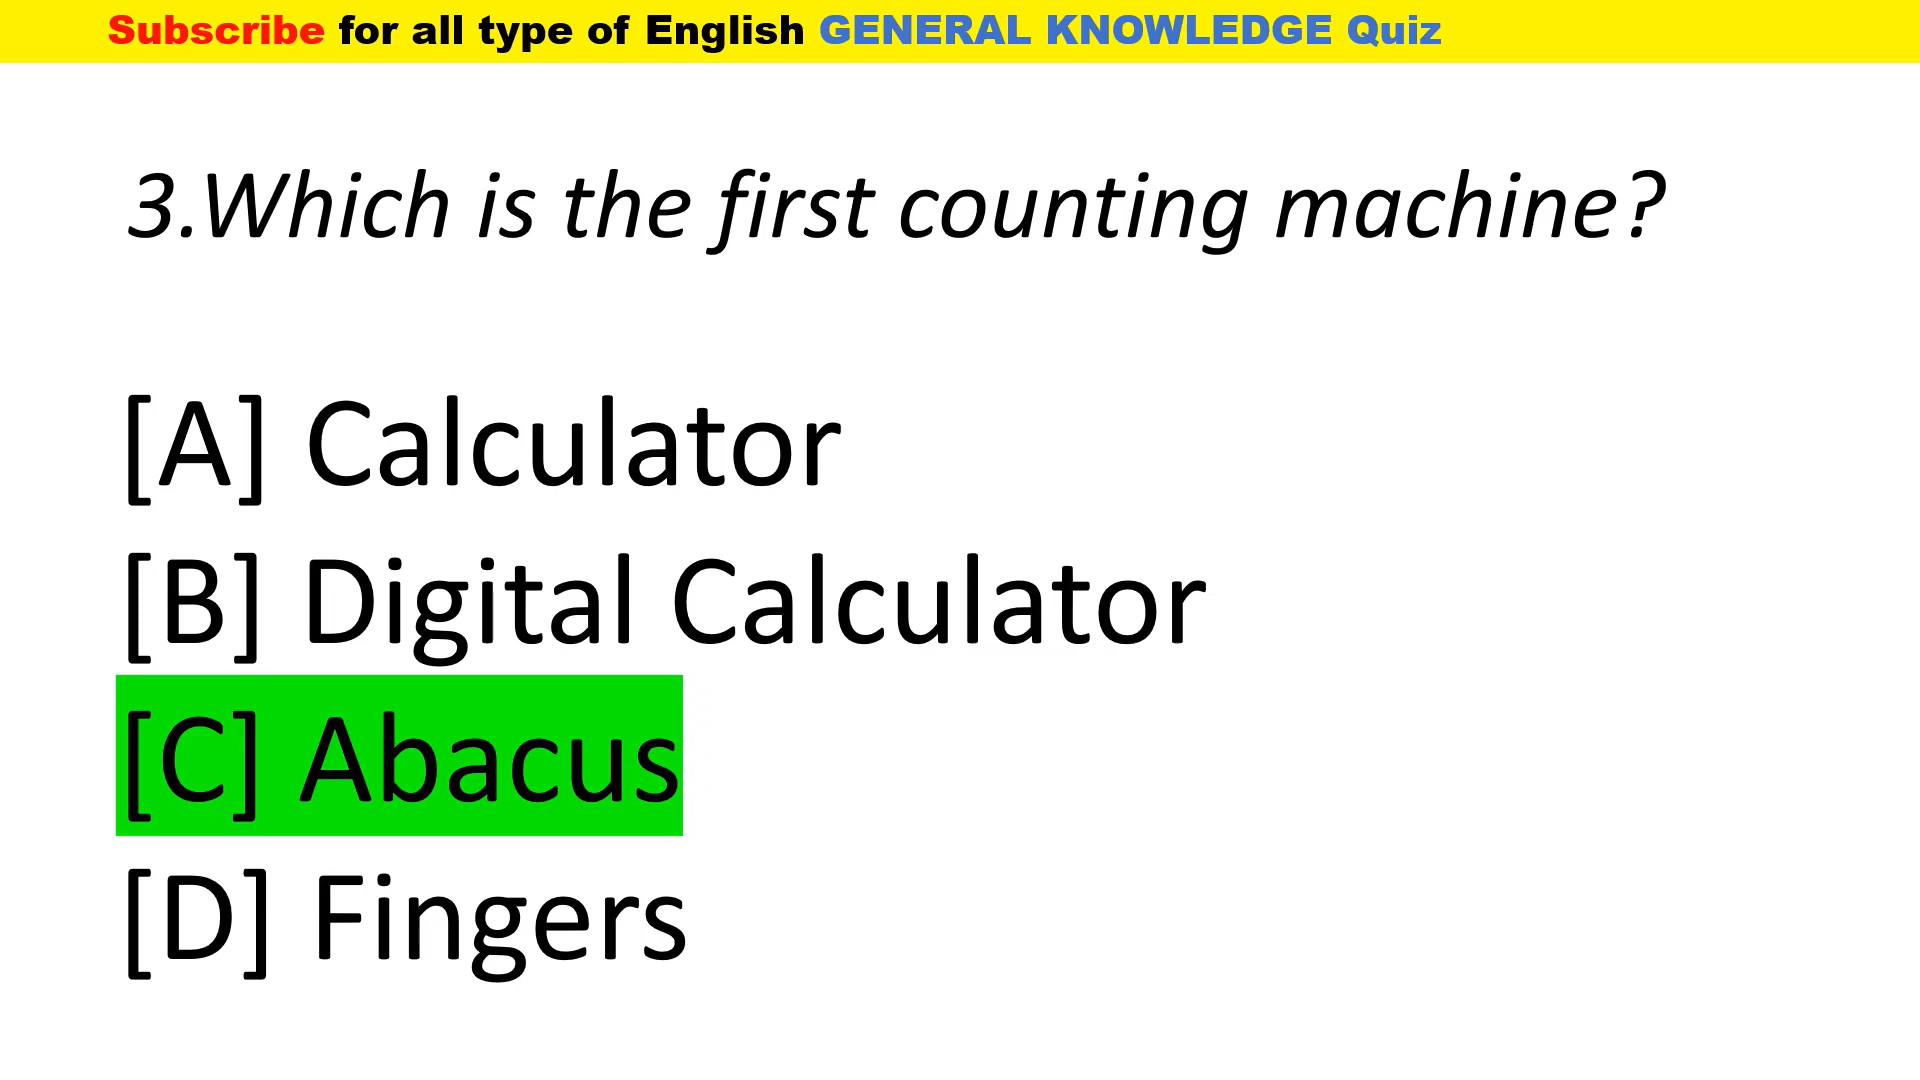 Subscribe for all type of English GENERAL KNOWLEDGE Quiz
3.Which is the first counting machine?
[A] Calculator
[B] Digital Calculator
[C] Abacus
[D] Fingers